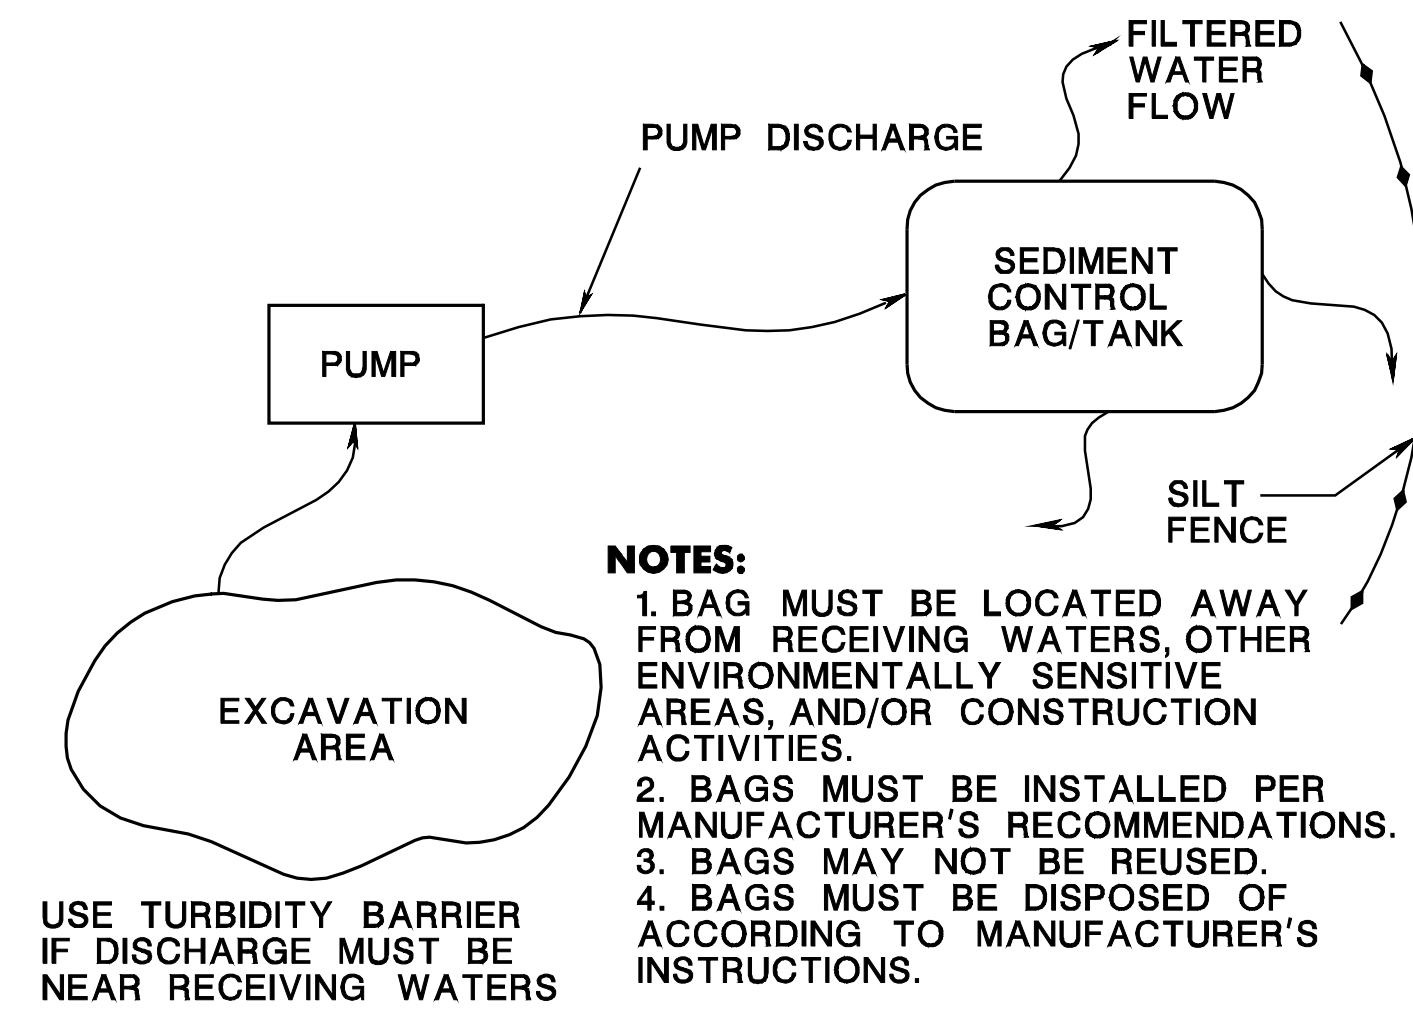 FILTERED
WATER
FLOW
PUMP DISCHARGE
SEDIMENT
CONTROL
BAG/TANK
PUMP
SILT
FENCE
EXCAVATION
AREA
USE TURBIDITY BARRIER
IF DISCHARGE MUST BE
NEAR RECEIVING WATERS
NOTES:
1. BAG MUST BE LOCATED AWAY
FROM RECEIVING WATERS, OTHER
ENVIRONMENTALLY SENSITIVE
AREAS, AND/OR CONSTRUCTION
ACTIVITIES.
2. BAGS MUST BE INSTALLED PER
MANUFACTURER'S RECOMMENDATIONS.
3. BAGS MAY NOT BE REUSED.
4. BAGS MUST BE DISPOSED OF
ACCORDING TO MANUFACTURER'S
INSTRUCTIONS.